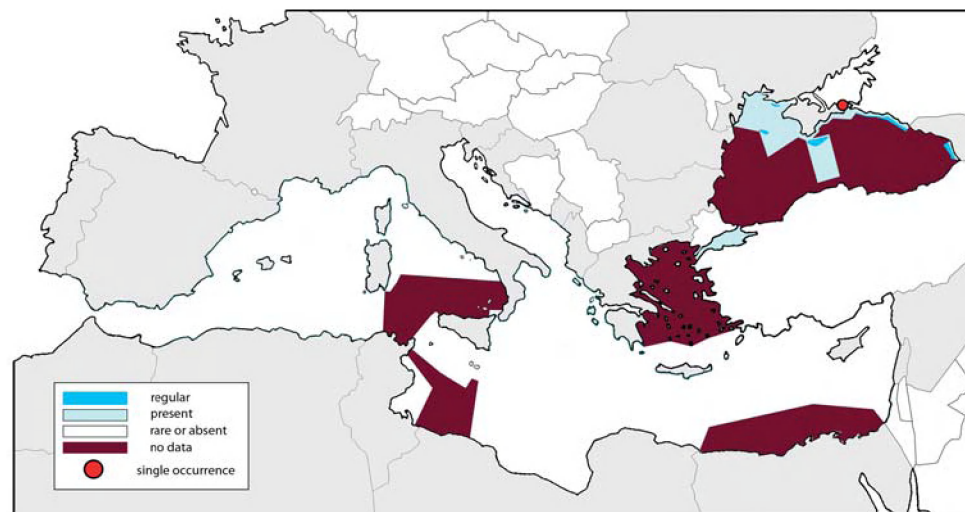 regular
present
rare or absent
no data
single occurrence